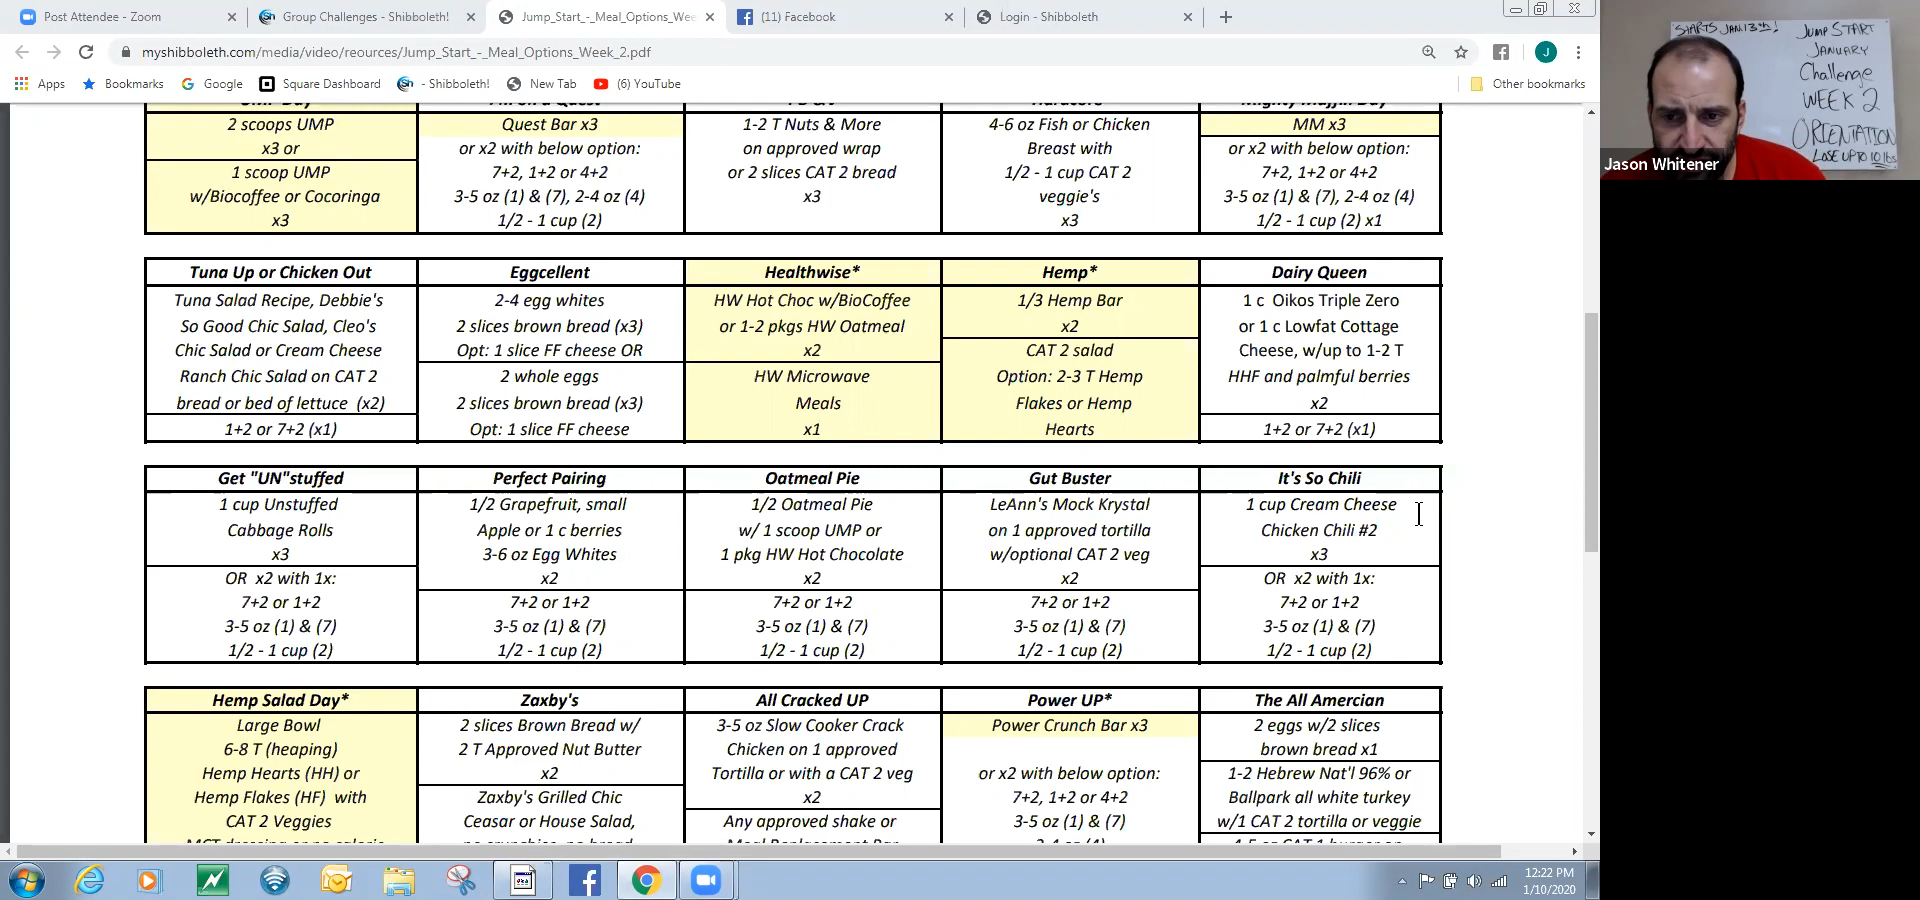 Post Attendee - Zoom
Group Challenges - Shibboleth!
Jump_Start_-_Meal_Options_Wee
(11) Facebook
Login - Shibboleth
myshibboleth.com/media/video/reources/Jump_Start_-_Meal_Options_Week_2.pdf
Apps
Bookmarks
Google
Square Dashboard
- Shibboleth!
New Tab
(6) YouTube
Other bookmarks
J
STARTS JAN.13th!
JUMP START
JANUARY
Challenge
WEEK 2
ORIENTATION
LOSE UP TO 10 lbs
Jason Whitener
2 scoops UMP
x3 or
1 scoop UMP
w/Biocoffee or Cocoringa
x3
Quest Bar x3
or x2 with below option:
7+2, 1+2 or 4+2
3-5 oz (1) & (7), 2-4 oz (4)
1/2 - 1 cup (2)
1-2 T Nuts & More
on approved wrap
or 2 slices CAT 2 bread
x3
Hardcore
4-6 oz Fish or Chicken
Breast with
1/2 - 1 cup CAT 2
veggie's
x3
Mighty Muffin Day
MM x3
or x2 with below option:
7+2, 1+2 or 4+2
3-5 oz (1) & (7), 2-4 oz (4)
1/2 - 1 cup (2) x1
Tuna Up or Chicken Out
Tuna Salad Recipe, Debbie's
So Good Chic Salad, Cleo's
Chic Salad or Cream Cheese
Ranch Chic Salad on CAT 2
bread or bed of lettuce (x2)
1+2 or 7+2 (x1)
Eggcellent
2-4 egg whites
2 slices brown bread (x3)
Opt: 1 slice FF cheese OR
2 whole eggs
2 slices brown bread (x3)
Opt: 1 slice FF cheese
Healthwise*
HW Hot Choc w/BioCoffee
or 1-2 pkgs HW Oatmeal
x2
HW Microwave
Meals
x1
Hemp*
1/3 Hemp Bar
x2
CAT 2 salad
Option: 2-3 T Hemp
Flakes or Hemp
Hearts
Dairy Queen
1 c Oikos Triple Zero
or 1 c Lowfat Cottage
Cheese, w/up to 1-2 T
HHF and palmful berries
x2
1+2 or 7+2 (x1)
Get "UN"stuffed
1 cup Unstuffed
Cabbage Rolls
x3
OR x2 with 1x:
7+2 or 1+2
3-5 oz (1) & (7)
1/2 - 1 cup (2)
Perfect Pairing
1/2 Grapefruit, small
Apple or 1 c berries
3-6 oz Egg Whites
x2
7+2 or 1+2
3-5 oz (1) & (7)
1/2 - 1 cup (2)
Oatmeal Pie
1/2 Oatmeal Pie
w/ 1 scoop UMP or
1 pkg HW Hot Chocolate
x2
7+2 or 1+2
3-5 oz (1) & (7)
1/2 - 1 cup (2)
Gut Buster
LeAnn's Mock Krystal
on 1 approved tortilla
w/optional CAT 2 veg
x2
7+2 or 1+2
3-5 oz (1) & (7)
1/2 - 1 cup (2)
It's So Chili
1 cup Cream Cheese
Chicken Chili #2
x3
OR x2 with 1x:
7+2 or 1+2
3-5 oz (1) & (7)
1/2 - 1 cup (2)
Hemp Salad Day*
Large Bowl
6-8 T (heaping)
Hemp Hearts (HH) or
Hemp Flakes (HF) with
CAT 2 Veggies
Zaxby's
2 slices Brown Bread w/
2 T Approved Nut Butter
x2
Zaxby's Grilled Chic
Ceasar or House Salad,
All Cracked UP
3-5 oz Slow Cooker Crack
Chicken on 1 approved
Tortilla or with a CAT 2 veg
x2
Any approved shake or
Power UP*
Power Crunch Bar x3
or x2 with below option:
7+2, 1+2 or 4+2
3-5 oz (1) & (7)
The All Amercian
2 eggs w/2 slices
brown bread x1
1-2 Hebrew Nat'l 96% or
Ballpark all white turkey
w/1 CAT 2 tortilla or veggie
12:22 PM
1/10/2020